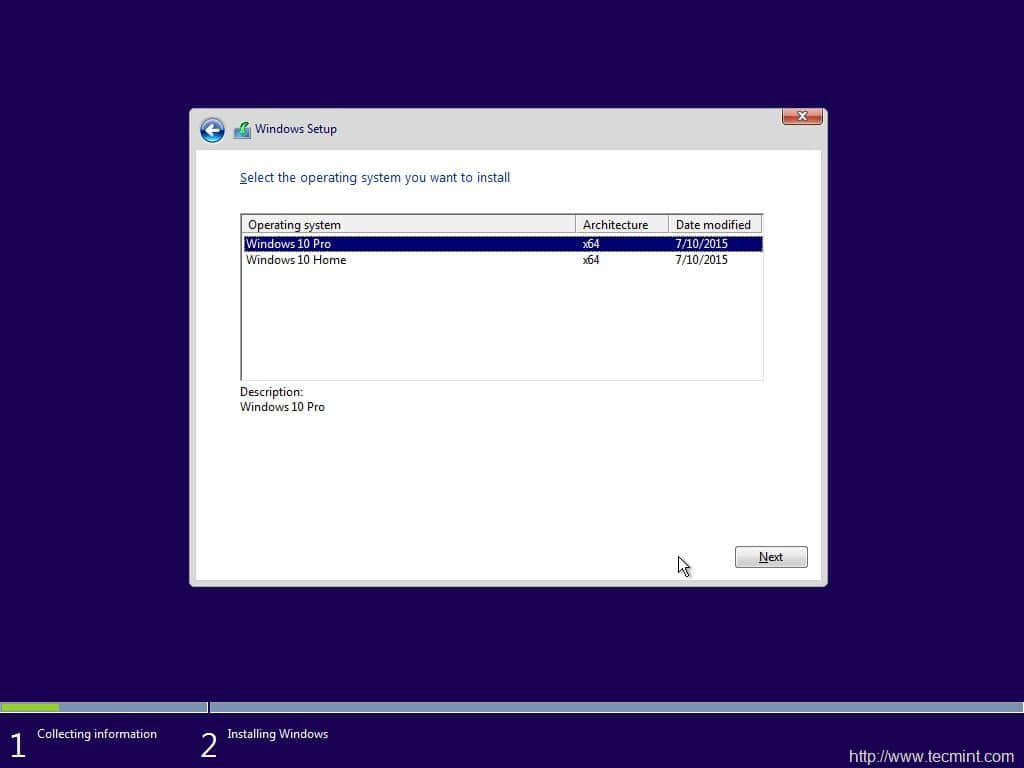 Windows Setup
Select the operating system you want to install
Operating system Architecture Date modified
Windows 10 Pro x64 7/10/2015
Windows 10 Home x64 7/10/2015
Description:
Windows 10 Pro
Next
1 Collecting information 2 Installing Windows
http://www.tecmint.com